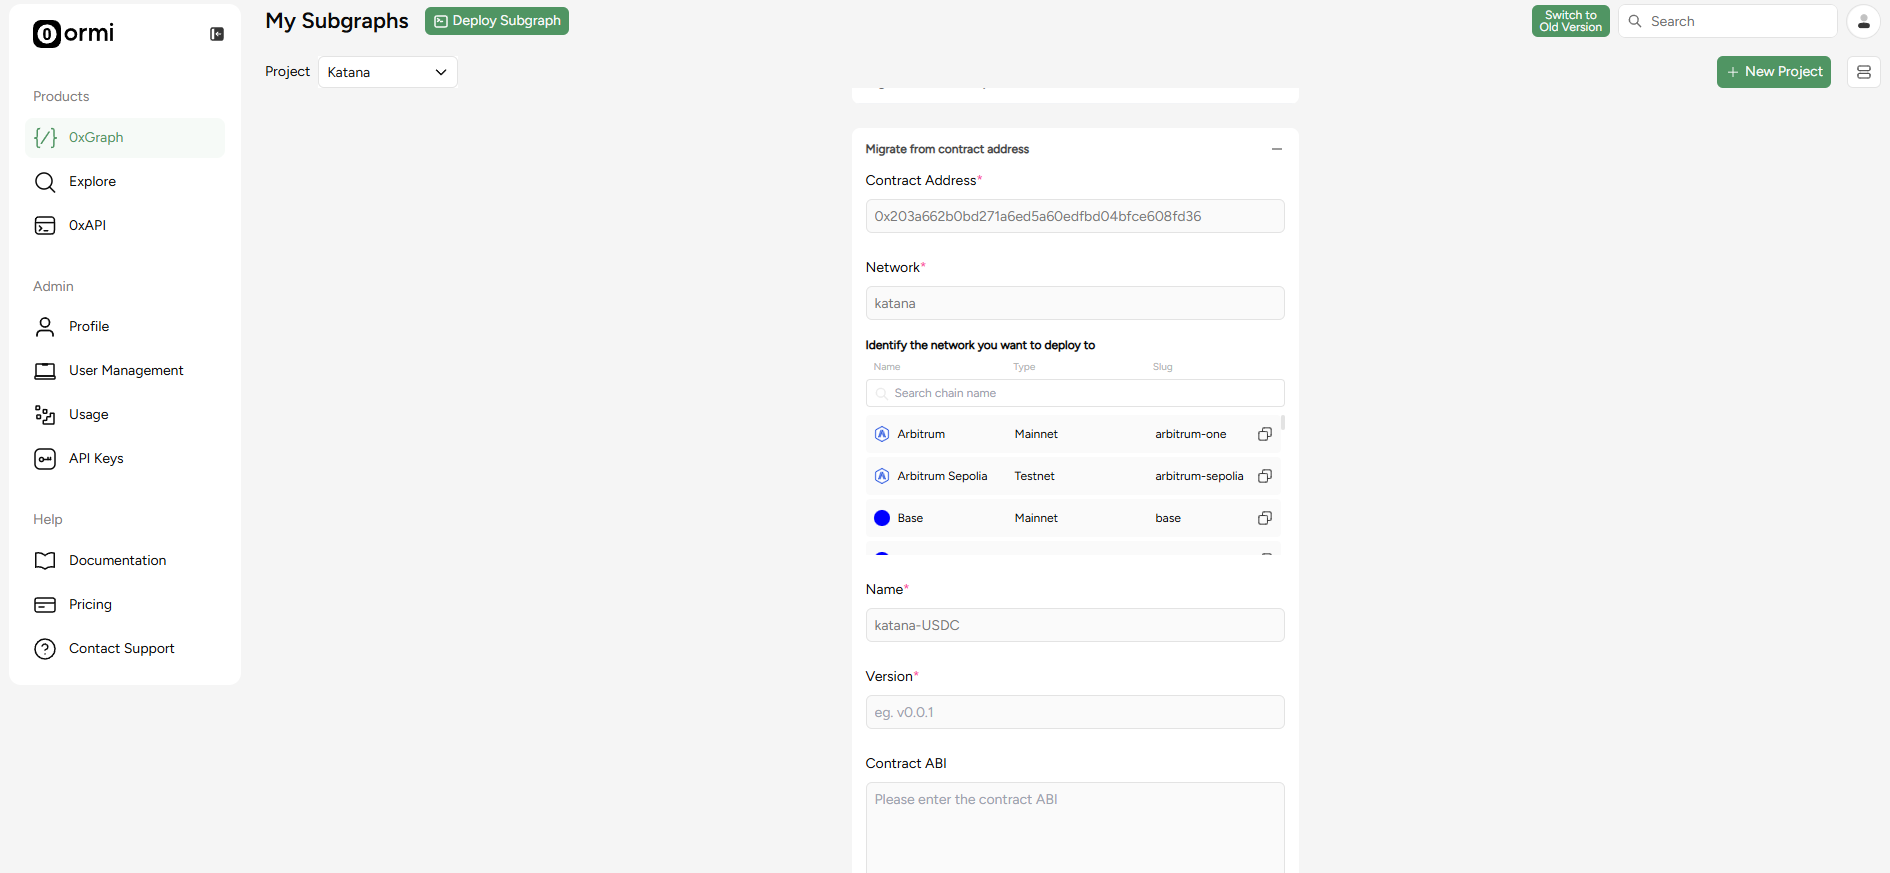 ormi
My Subgraphs
Deploy Subgraph
Switch to
Old Version
Search
Project
Katana
New Project
Products
0xGraph
Explore
0xAPI
Admin
Profile
User Management
Usage
API Keys
Help
Documentation
Pricing
Contact Support
Migrate from contract address
Contract Address*
0x203a662b0bd271a6ed5a60edfbd04bfce608fd36
Network*
katana
Identify the network you want to deploy to
Name Type Slug
Search chain name
Arbitrum Mainnet arbitrum-one
Arbitrum Sepolia Testnet arbitrum-sepolia
Base Mainnet base
Name*
katana-USDC
Version*
eg. v0.0.1
Contract ABI
Please enter the contract ABI